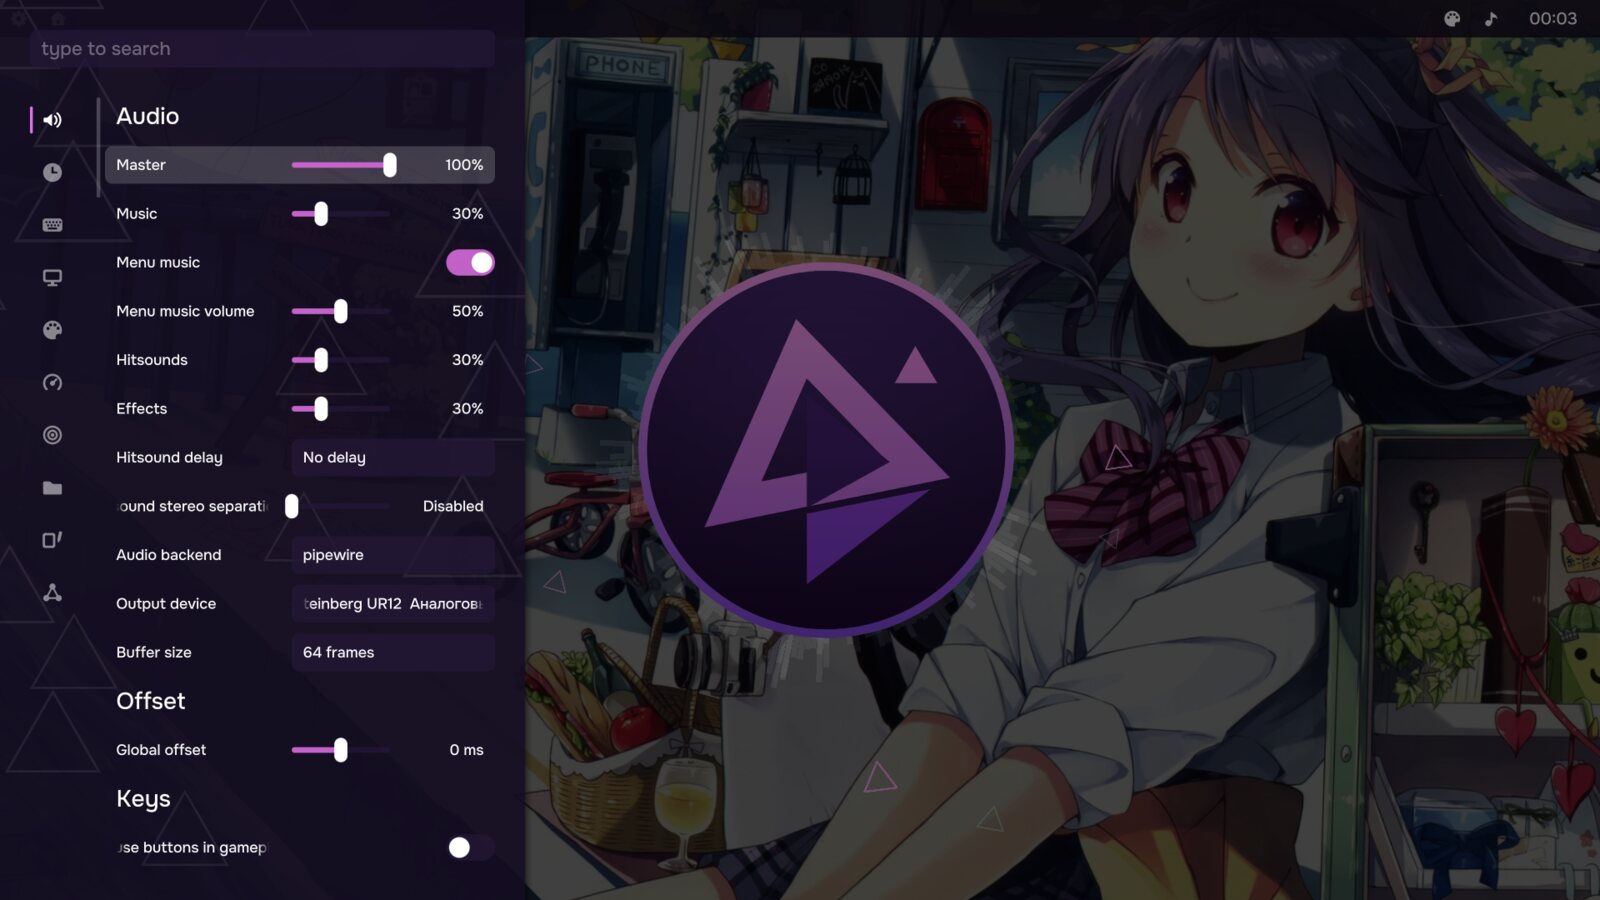 type to search
00:03
PHONE
Audio
Master 100%
Music 30%
Menu music
Menu music volume 50%
Hitsounds 30%
Effects 30%
Hitsound delay No delay
ound stereo separati Disabled
Audio backend pipewire
Output device teinberg UR12 Аналогов
Buffer size 64 frames
Offset
Global offset 0 ms
Keys
use buttons in gamep